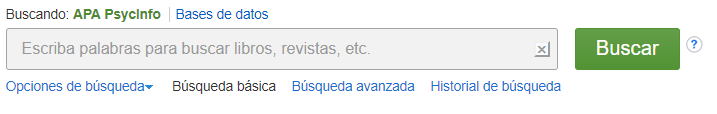 Buscando: APA PsycInfo | Bases de datos
Escriba palabras para buscar libros, revistas, etc. x Buscar ?
Opciones de búsqueda Búsqueda básica Búsqueda avanzada Historial de búsqueda